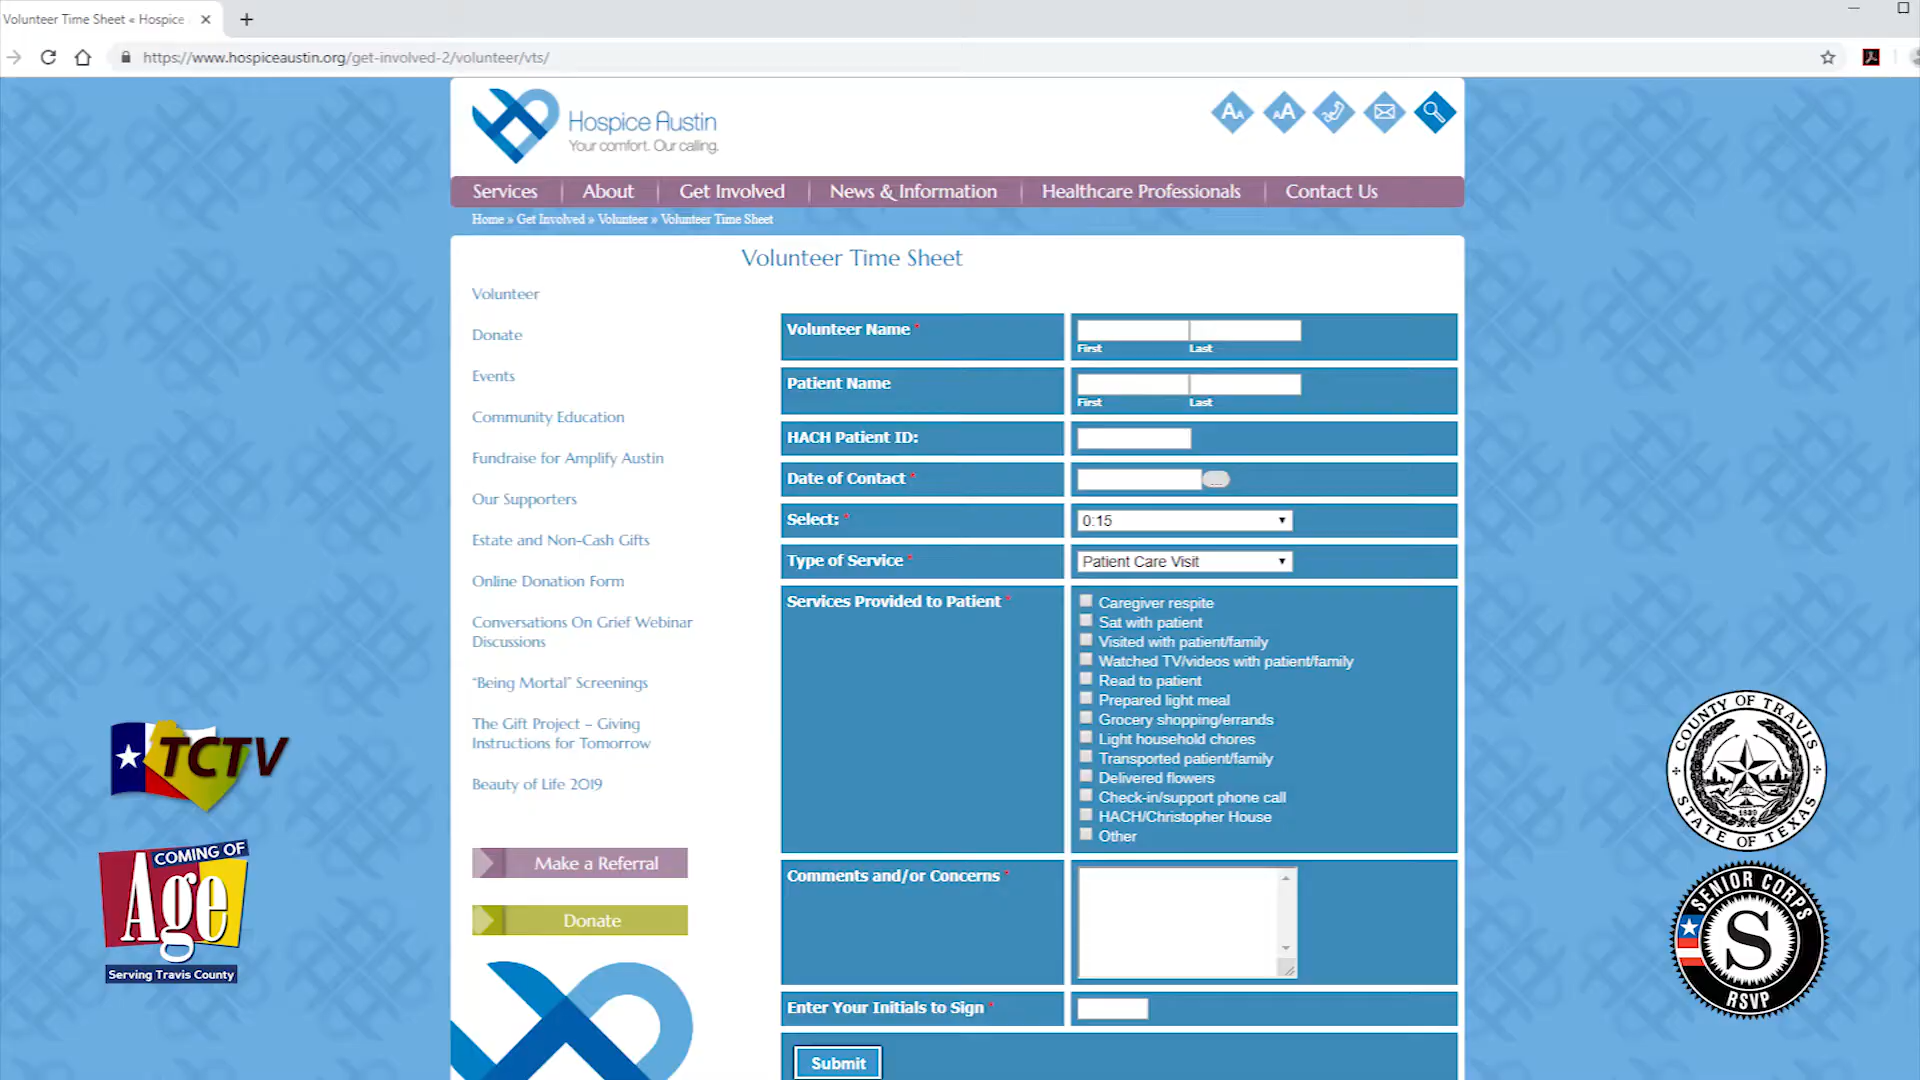 Volunteer Time Sheet « Hospice
https://www.hospiceaustin.org/get-involved-2/volunteer/vts/
Hospice Austin
Your comfort. Our calling.
AA
AA
Services
About
Get Involved
News & Information
Healthcare Professionals
Contact Us
Home » Get Involved » Volunteer » Volunteer Time Sheet
Volunteer Time Sheet
Volunteer
Donate
Events
Community Education
Fundraise for Amplify Austin
Our Supporters
Estate and Non-Cash Gifts
Online Donation Form
Conversations On Grief Webinar
Discussions
“Being Mortal” Screenings
The Gift Project – Giving
Instructions for Tomorrow
Beauty of Life 2019
Make a Referral
Donate
Volunteer Name *
First
Last
Patient Name
First
Last
HACH Patient ID:
Date of Contact *
...
Select: *
0:15
Type of Service *
Patient Care Visit
Services Provided to Patient *
Caregiver respite
Sat with patient
Visited with patient/family
Watched TV/videos with patient/family
Read to patient
Prepared light meal
Grocery shopping/errands
Light household chores
Transported patient/family
Delivered flowers
Check-in/support phone call
HACH/Christopher House
Other
Comments and/or Concerns *
Enter Your Initials to Sign *
Submit
TCTV
COMING OF
Age
Serving Travis County
COUNTY OF TRAVIS
STATE OF TEXAS
SENIOR CORPS
S
RSVP